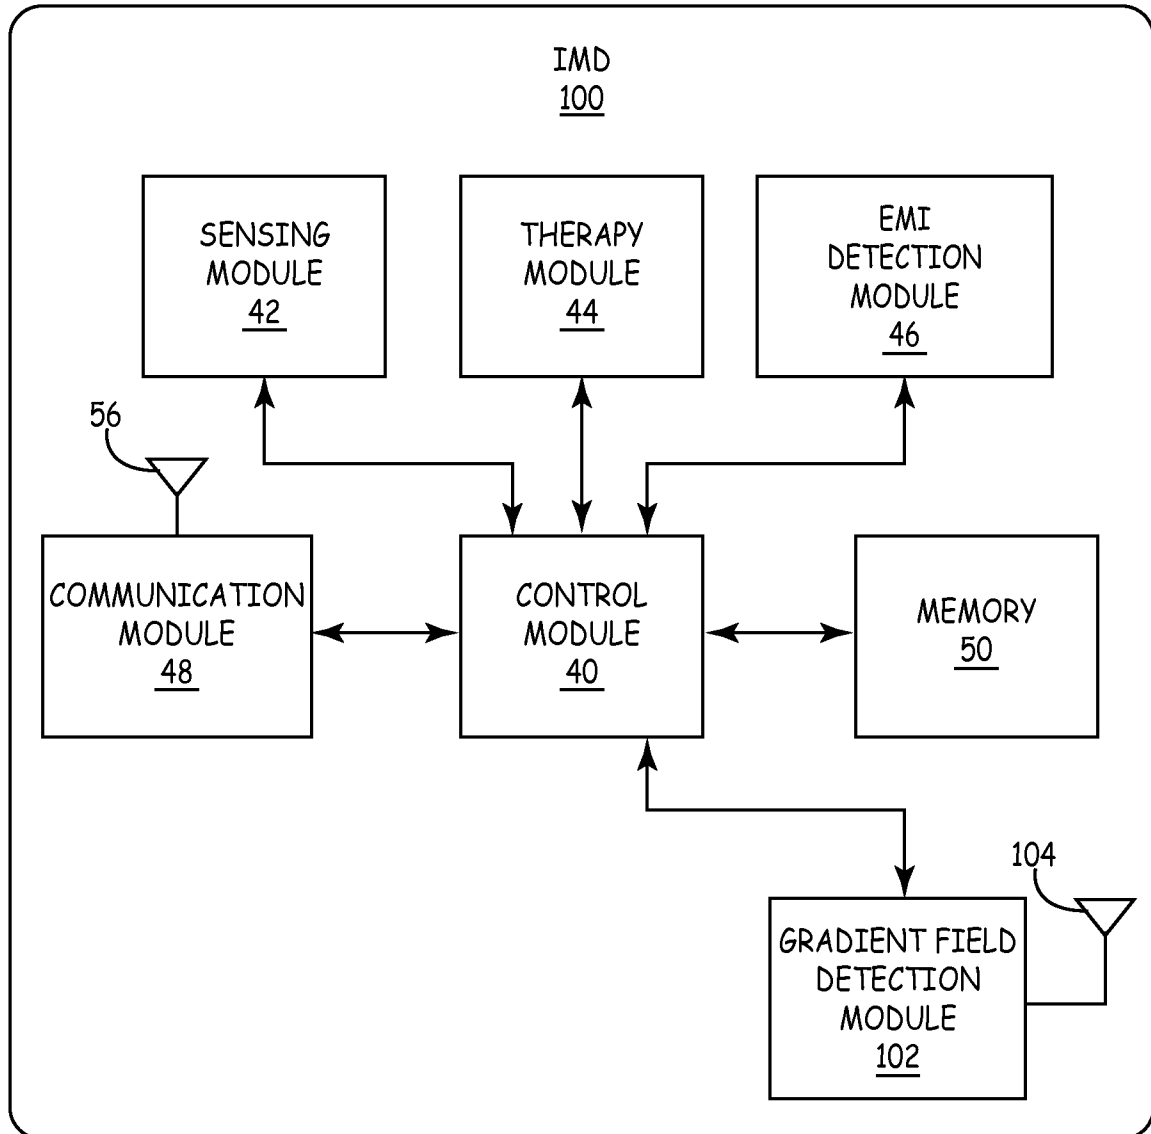 IMD
100
SENSING
MODULE
42
THERAPY
MODULE
44
EMI
DETECTION
MODULE
46
56
COMMUNICATION
MODULE
48
CONTROL
MODULE
40
MEMORY
50
104
GRADIENT FIELD
DETECTION
MODULE
102